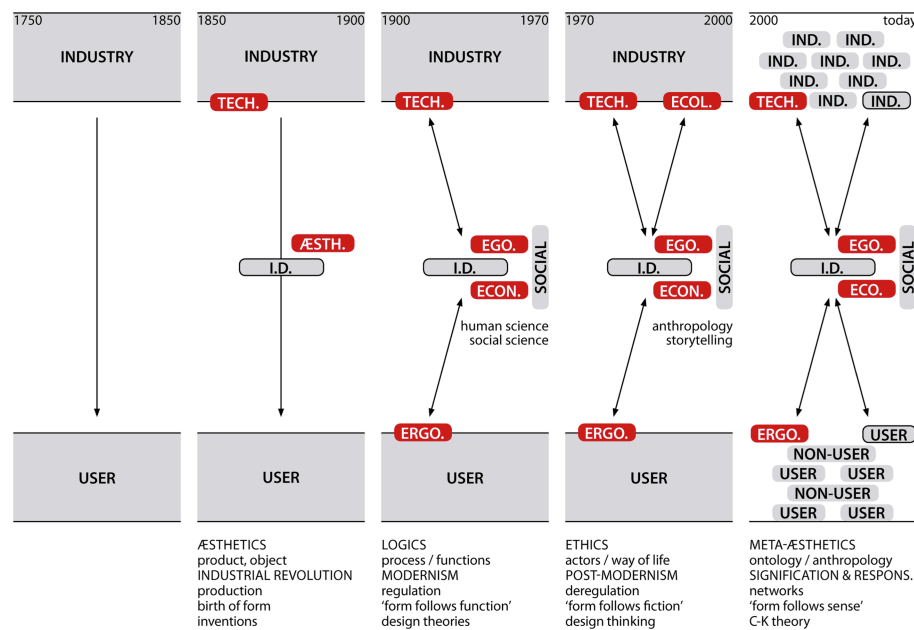 1750 1850
INDUSTRY
USER
1850 1900
INDUSTRY
TECH.
ÆSTH.
I.D.
USER
ÆSTHETICS
product, object
INDUSTRIAL REVOLUTION
production
birth of form
inventions
1900 1970
INDUSTRY
TECH.
EGO.
I.D.
ECON.
SOCIAL
human science
social science
ERGO.
USER
LOGICS
process / functions
MODERNISM
regulation
‘form follows function’
design theories
1970 2000
INDUSTRY
TECH. ECOL.
EGO.
I.D.
ECON.
SOCIAL
anthropology
storytelling
ERGO.
USER
ETHICS
actors / way of life
POST-MODERNISM
deregulation
‘form follows fiction’
design thinking
2000 today
IND. IND.
IND. IND. IND.
IND. IND.
TECH. IND. IND.
EGO.
I.D.
ECO.
SOCIAL
ERGO. USER
NON-USER
USER USER
NON-USER
USER USER
META-ÆSTHETICS
ontology / anthropology
SIGNIFICATION & RESPONS.
networks
‘form follows sense’
C-K theory